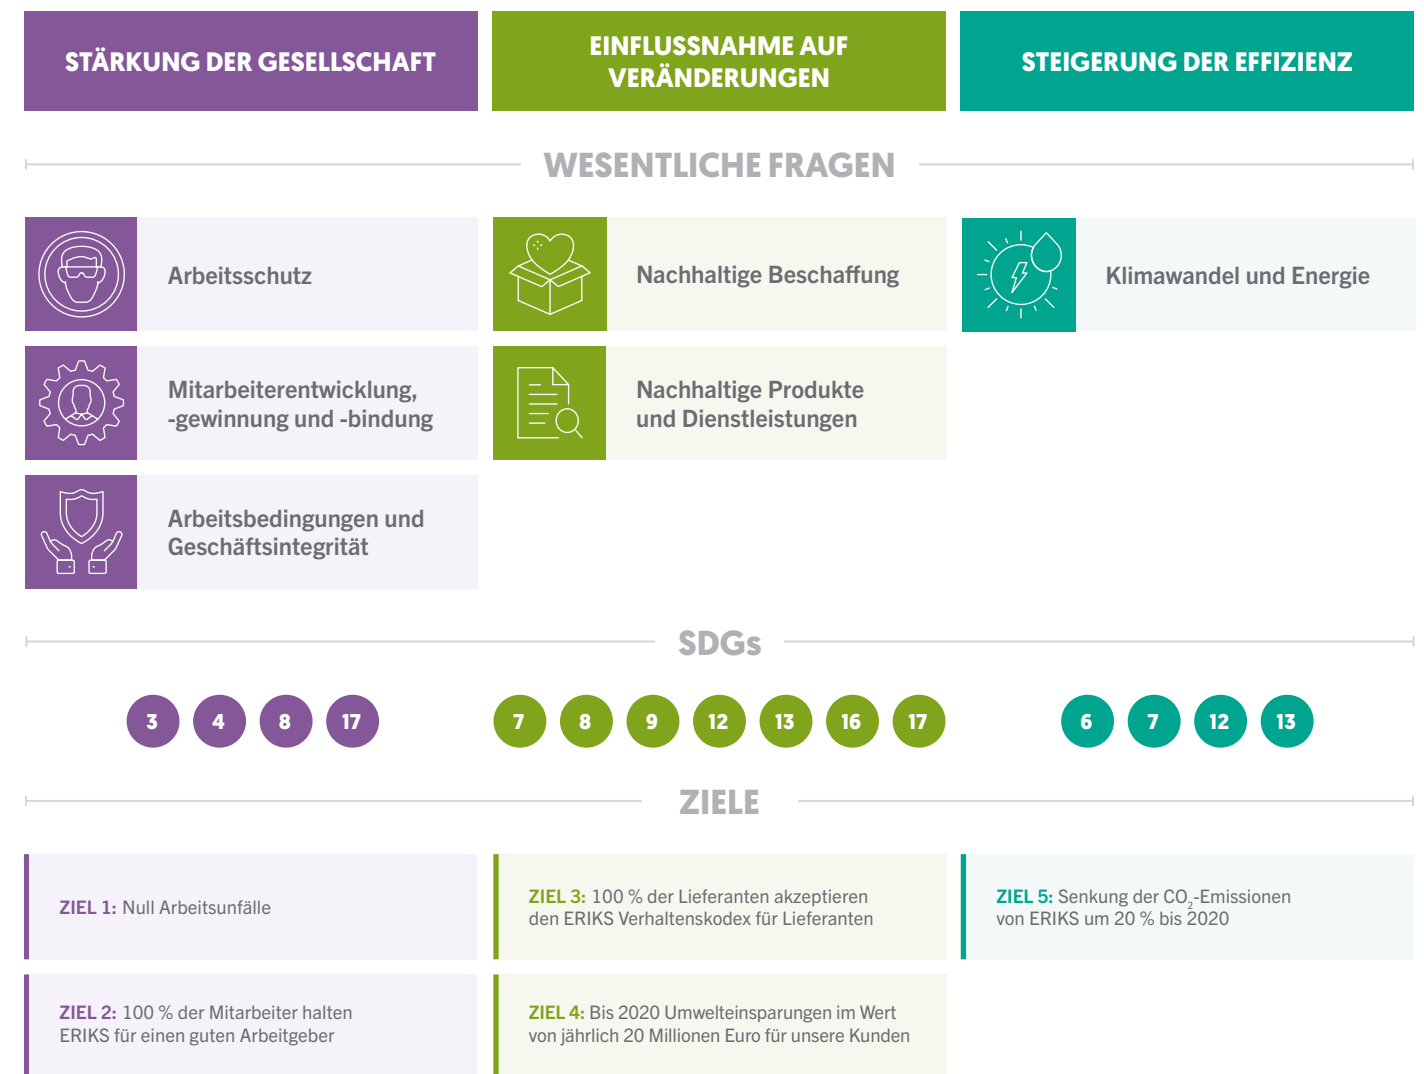 STÄRKUNG DER GESELLSCHAFT
EINFLUSSNAHME AUF
VERÄNDERUNGEN
STEIGERUNG DER EFFIZIENZ
WESENTLICHE FRAGEN
Arbeitsschutz
Nachhaltige Beschaffung
Klimawandel und Energie
Mitarbeiterentwicklung,
-gewinnung und -bindung
Nachhaltige Produkte
und Dienstleistungen
Arbeitsbedingungen und
Geschäftsintegrität
SDGs
3 4 8 17
7 8 9 12 13 16 17
6 7 12 13
ZIELE
ZIEL 1: Null Arbeitsunfälle
ZIEL 3: 100 % der Lieferanten akzeptieren
den ERIKS Verhaltenskodex für Lieferanten
ZIEL 5: Senkung der CO₂-Emissionen
von ERIKS um 20 % bis 2020
ZIEL 2: 100 % der Mitarbeiter halten
ERIKS für einen guten Arbeitgeber
ZIEL 4: Bis 2020 Umwelteinsparungen im Wert
von jährlich 20 Millionen Euro für unsere Kunden